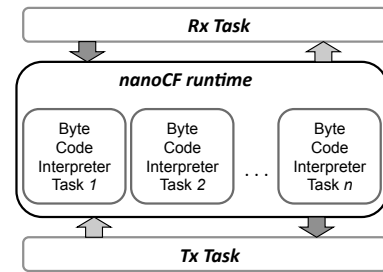 Rx Task
nanoCF runtime
Byte
Code
Interpreter
Task 1
Byte
Code
Interpreter
Task 2
. . .
Byte
Code
Interpreter
Task n
Tx Task